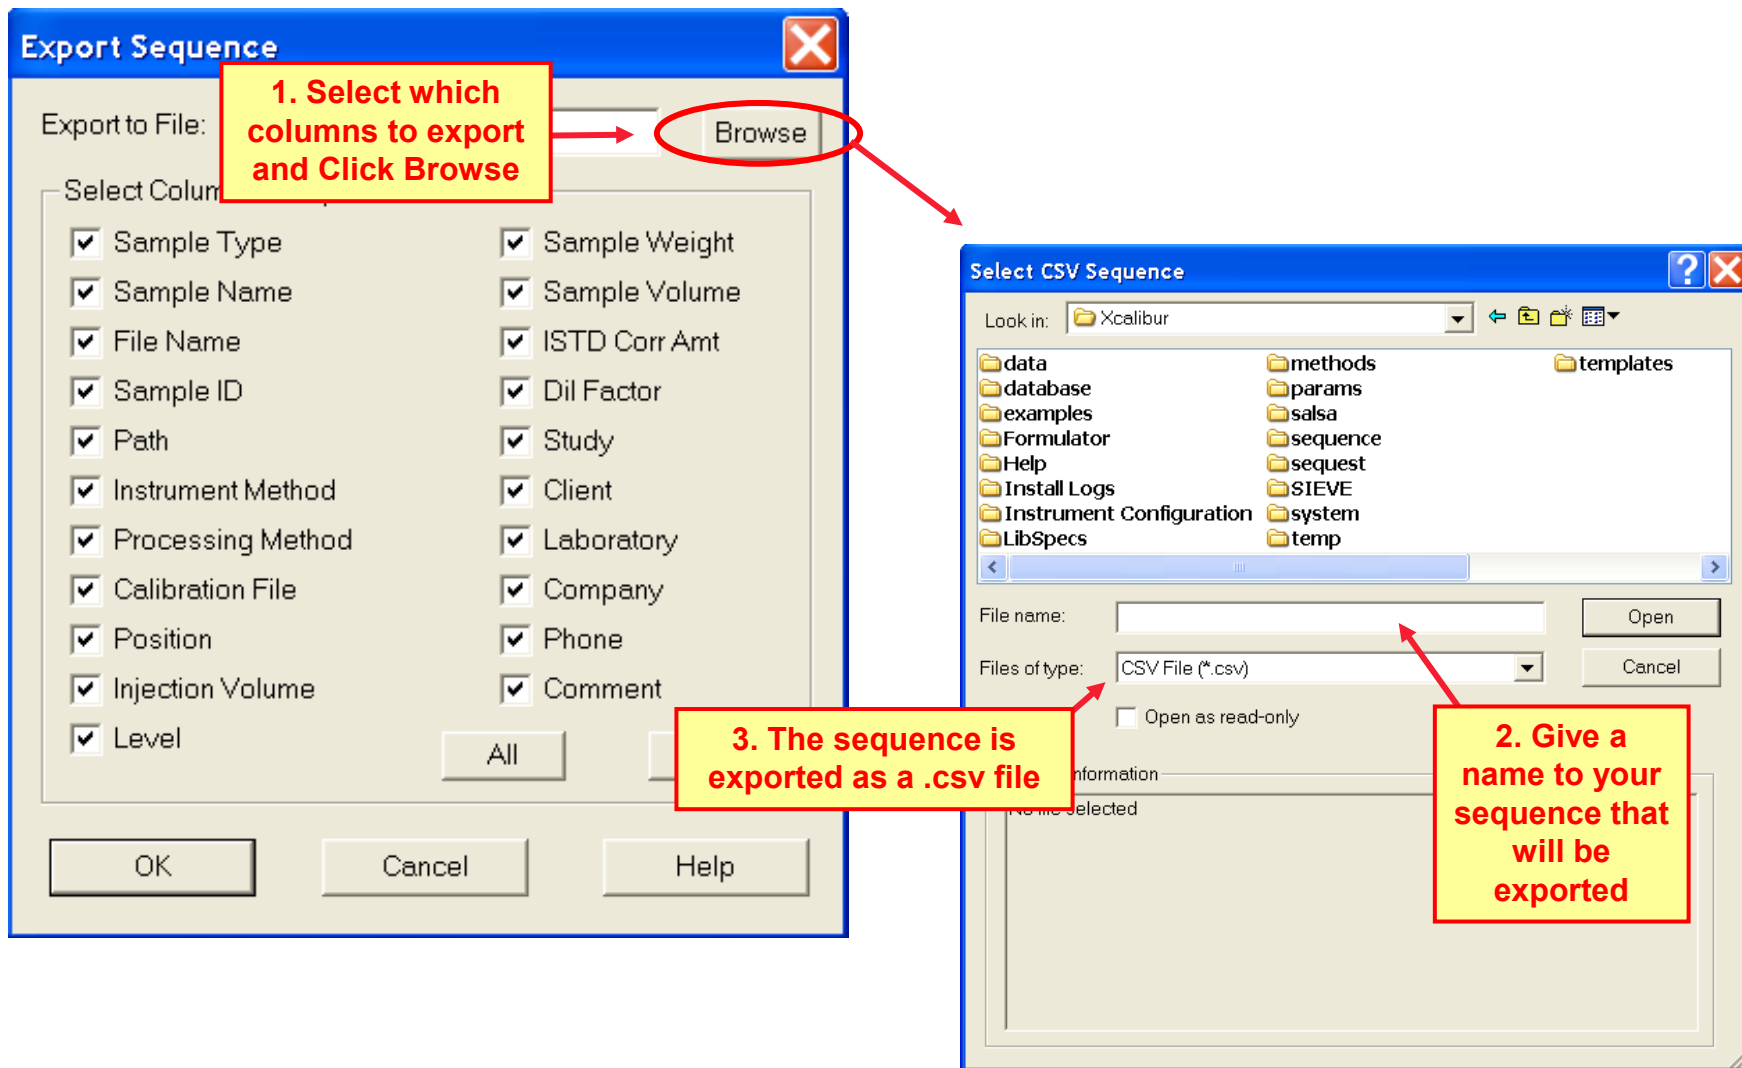 Export Sequence
1. Select which
columns to export
and Click Browse
Export to File:
Browse
Select Colum
Sample Type
Sample Weight
Sample Name
Sample Volume
File Name
ISTD Corr Amt
Sample ID
Dil Factor
Path
Study
Instrument Method
Client
Processing Method
Laboratory
Calibration File
Company
Position
Phone
Injection Volume
Comment
Level
All
OK
Cancel
Help
Select CSV Sequence
Look in:
Xcalibur
data
methods
templates
database
params
examples
salsa
Formulator
sequence
Help
sequest
Install Logs
SIEVE
Instrument Configuration
system
LibSpecs
temp
File name:
Open
Files of type:
CSV File (*.csv)
Cancel
Open as read-only
3. The sequence is
exported as a .csv file
2. Give a
name to your
sequence that
will be
exported
nformation
No file selected